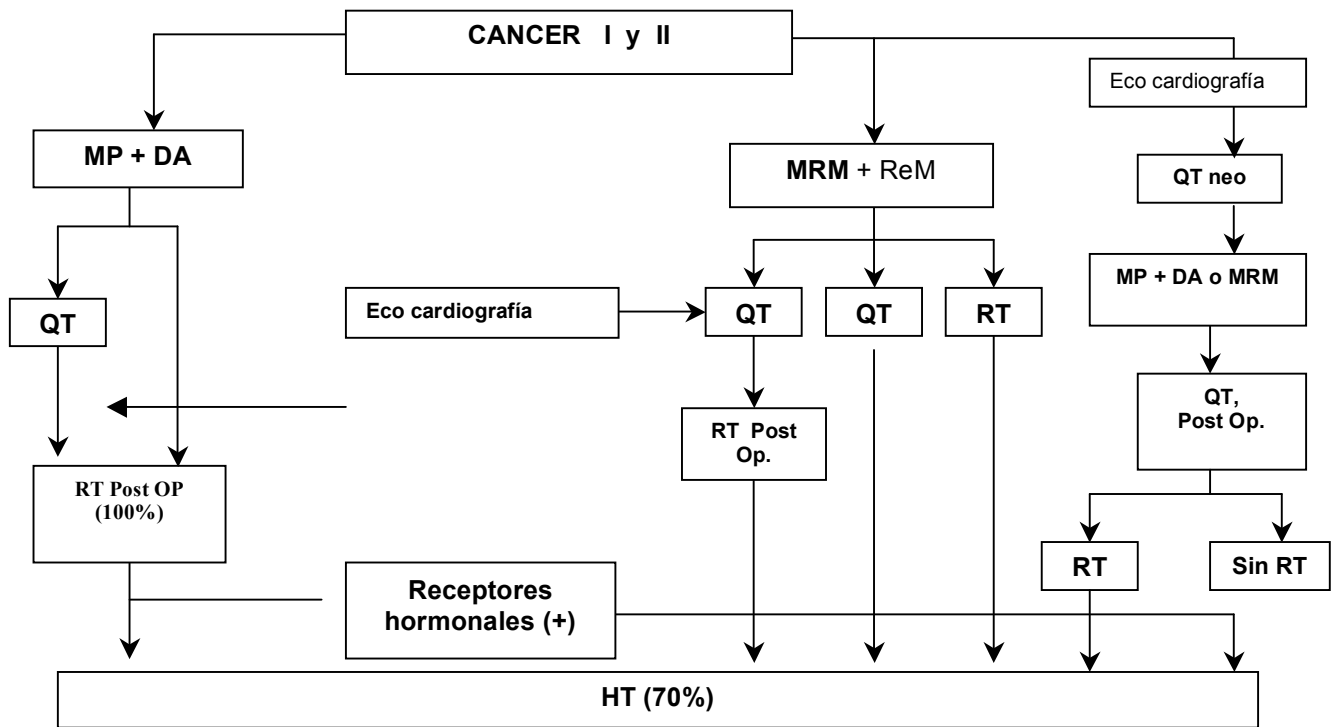 CANCER I y II
Eco cardiografía
MP + DA
MRM + ReM
QT neo
MP + DA o MRM
QT
Eco cardiografía
QT
QT
RT
QT,
Post Op.
RT Post
Op.
RT Post OP
(100%)
RT
Sin RT
Receptores
hormonales (+)
HT (70%)